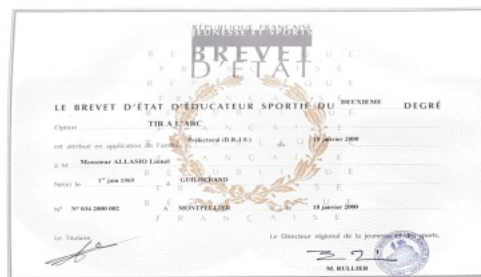 RÉPUBLIQUE FRANÇAISE
JEUNESSE ET SPORTS
BREVET
D'ÉTAT
LE BREVET D'ÉTAT D'ÉDUCATEUR SPORTIF DU DEUXIEME DEGRÉ
Option TIR A L'ARC
est attribué en application de l'arrêté Préfectoral (D.R.J.S.) du 18 janvier 2000
à M Monsieur ALLASIO Lionel
Né(e) le 1er juin 1969 à GUILHERAND
N° N° 034 2000 002 A MONTPELLIER 18 janvier 2000
Le Titulaire, Le Directeur régional de la jeunesse et des sports,
M. RULLIER